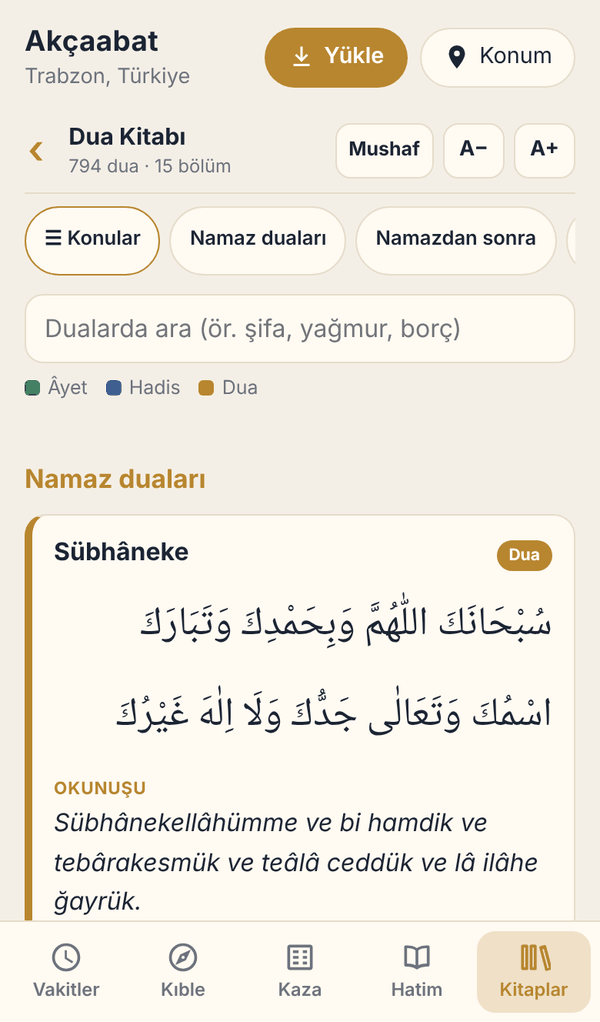 Akçaabat
Trabzon, Türkiye
Yükle
Konum
Dua Kitabı
794 dua · 15 bölüm
Mushaf
A−
A+
☰ Konular
Namaz duaları
Namazdan sonra
Dualarda ara (ör. şifa, yağmur, borç)
Âyet
Hadis
Dua
Namaz duaları
Sübhâneke
Dua
سُبْحَانَكَ اللّٰهُمَّ وَبِحَمْدِكَ وَتَبَارَكَ
اسْمُكَ وَتَعَالٰى جَدُّكَ وَلَا اِلٰهَ غَيْرُكَ
OKUNUŞU
Sübhânekellâhümme ve bi hamdik ve
tebârakesmük ve teâlâ ceddük ve lâ ilâhe
ğayrük.
Vakitler
Kıble
Kaza
Hatim
Kitaplar